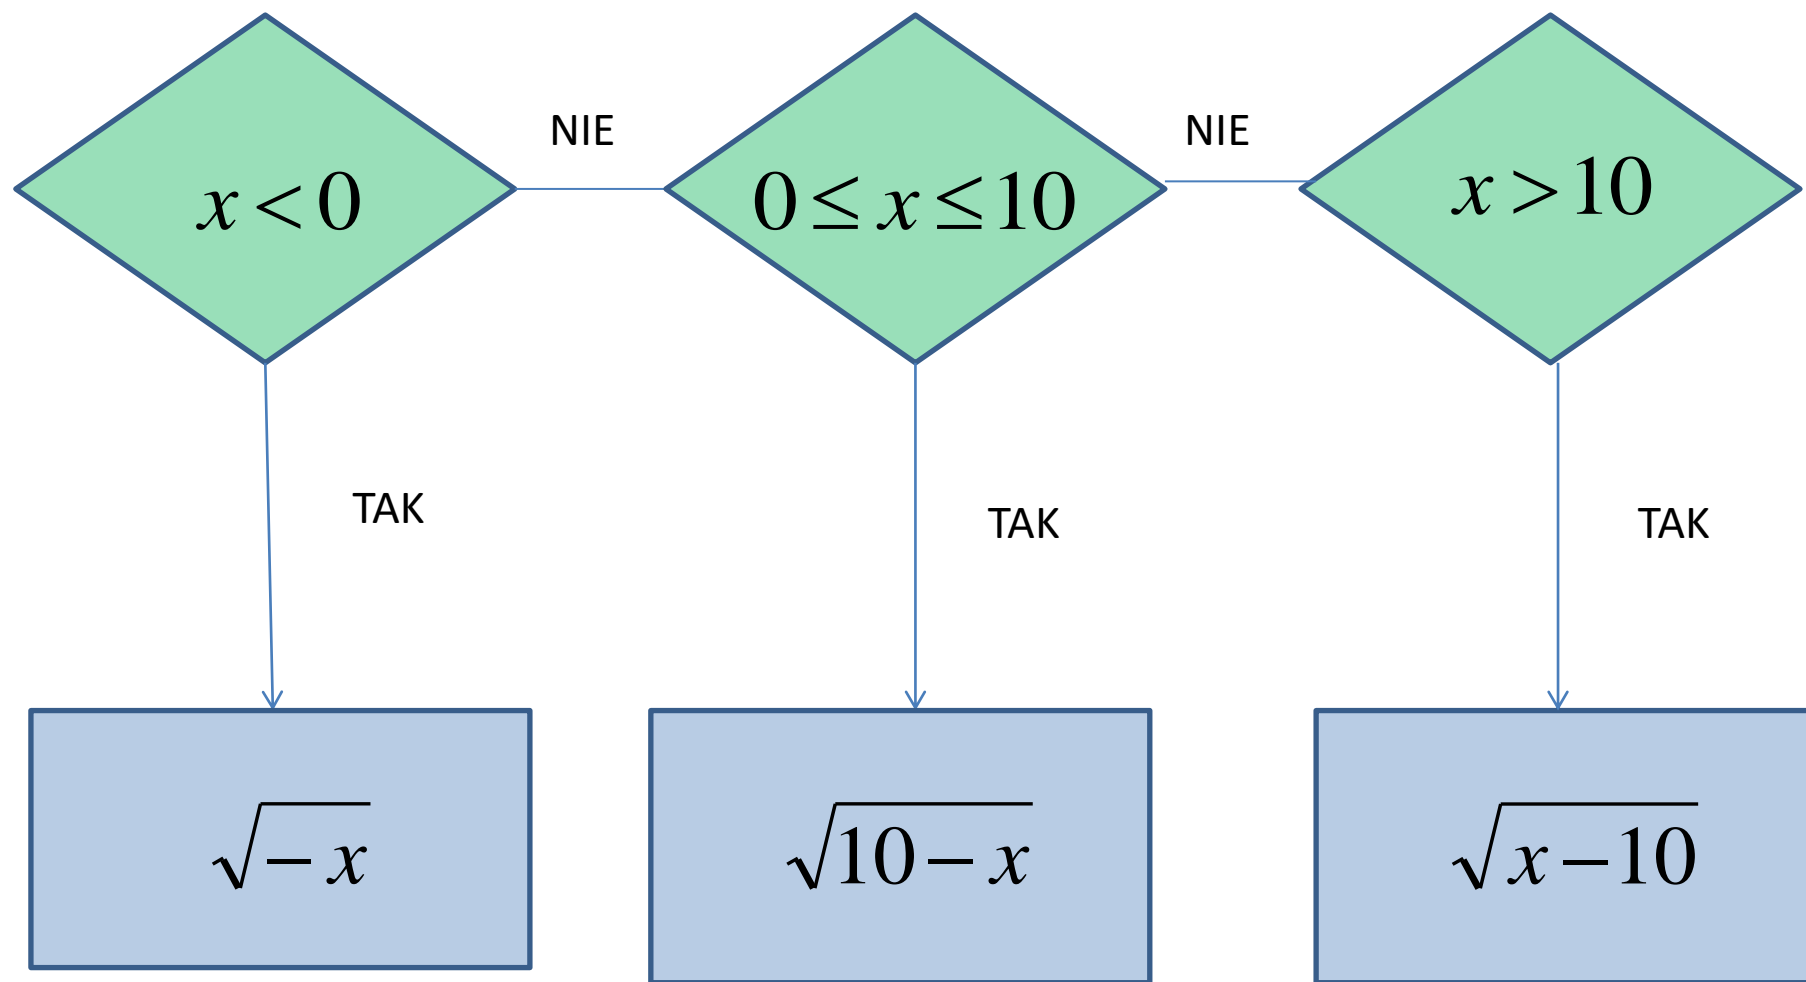 x < 0
NIE
0 ≤ x ≤ 10
NIE
x > 10
TAK
TAK
TAK
√(− x)
√(10 − x)
√(x − 10)